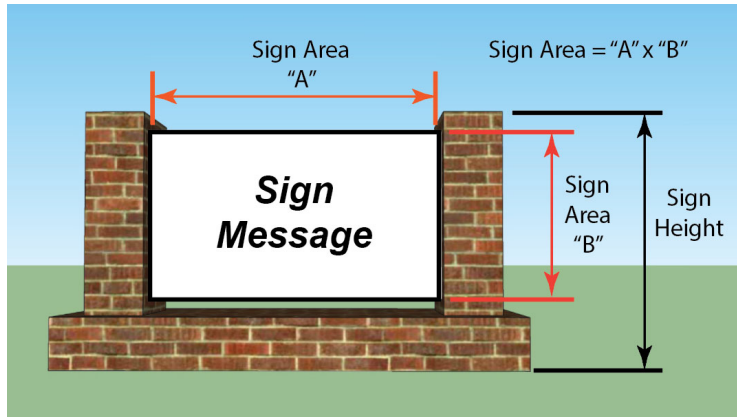 Sign Area
“A”
Sign Area = “A” x “B”
Sign
Message
Sign
Area
“B”
Sign
Height